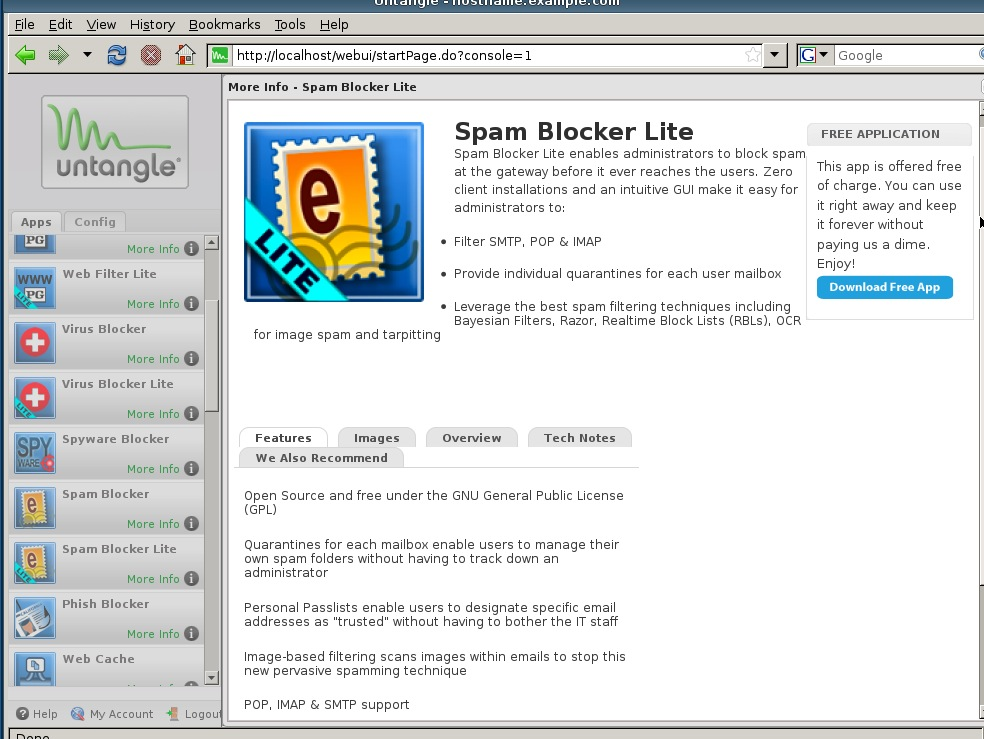 Untangle - hostname.example.com
File Edit View History Bookmarks Tools Help
http://localhost/webui/startPage.do?console=1
G Google
untangle
Apps Config
PG
More Info
WWW PG LITE
Web Filter Lite
More Info
Virus Blocker
More Info
LITE
Virus Blocker Lite
More Info
SPY WARE
Spyware Blocker
More Info
e
Spam Blocker
More Info
e LITE
Spam Blocker Lite
More Info
Phish Blocker
More Info
Web Cache
Help My Account Logout
More Info - Spam Blocker Lite
e
LITE
Spam Blocker Lite
Spam Blocker Lite enables administrators to block spam
at the gateway before it ever reaches the users. Zero
client installations and an intuitive GUI make it easy for
administrators to:
• Filter SMTP, POP & IMAP
• Provide individual quarantines for each user mailbox
• Leverage the best spam filtering techniques including
Bayesian Filters, Razor, Realtime Block Lists (RBLs), OCR
for image spam and tarpitting
FREE APPLICATION
This app is offered free
of charge. You can use
it right away and keep
it forever without
paying us a dime.
Enjoy!
Download Free App
Features Images Overview Tech Notes
We Also Recommend
Open Source and free under the GNU General Public License
(GPL)
Quarantines for each mailbox enable users to manage their
own spam folders without having to track down an
administrator
Personal Passlists enable users to designate specific email
addresses as "trusted" without having to bother the IT staff
Image-based filtering scans images within emails to stop this
new pervasive spamming technique
POP, IMAP & SMTP support
Done